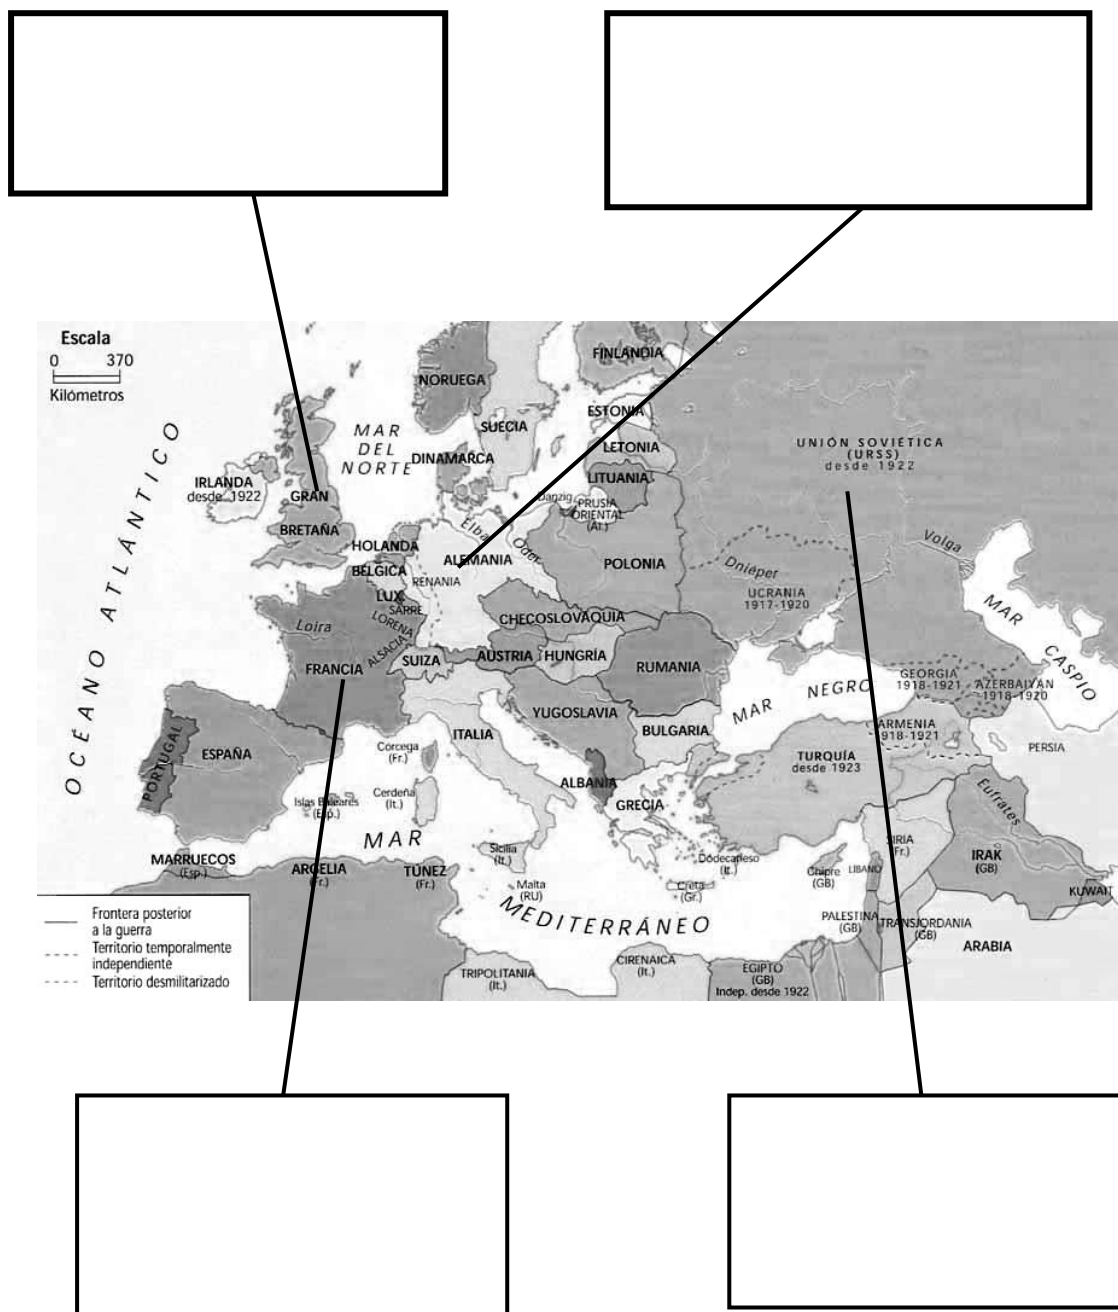 Escala
0 370
Kilómetros
OCÉANO ATLÁNTICO
MAR
DEL
NORTE
NORUEGA
SUECIA
FINLANDIA
ESTONIA
LETONIA
LITUANIA
DINAMARCA
IRLANDA
desde 1922
GRAN
BRETAÑA
UNIÓN SOVIÉTICA
(URSS)
desde 1922
Danzig
PRUSIA
ORIENTAL
(Al.)
HOLANDA
BELGICA
LUX.
Elba
Oder
ALEMANIA
RENANIA
SARRE
LORENA
ALSACIA
POLONIA
Dniéper
UCRANIA
1917-1920
Volga
MAR CASPIO
CHECOSLOVAQUIA
Loira
FRANCIA
SUIZA
AUSTRIA
HUNGRÍA
RUMANIA
MAR NEGRO
GEORGIA
1918-1921
AZERBAIYAN
1918-1920
ARMENIA
1918-1921
PERSIA
YUGOSLAVIA
BULGARIA
ITALIA
PORTUGAL
ESPAÑA
Córcega
(Fr.)
Cerdeña
(It.)
Islas Baleares
(Esp.)
ALBANIA
GRECIA
TURQUÍA
desde 1923
Eufrates
MAR
MEDITERRÁNEO
MARRUECOS
(Esp.)
ARGELIA
(Fr.)
TÚNEZ
(Fr.)
Sicilia
(It.)
Malta
(RU)
Creta
(Gr.)
Dodecaneso
(It.)
Chipre
(GB)
LÍBANO
SIRIA
(Fr.)
IRAK
(GB)
KUWAIT
PALESTINA
(GB)
TRANSJORDANIA
(GB)
ARABIA
TRIPOLITANIA
(It.)
CIRENAICA
(It.)
EGIPTO
(GB)
Indep. desde 1922
Frontera posterior
a la guerra
Territorio temporalmente
independiente
Territorio desmilitarizado